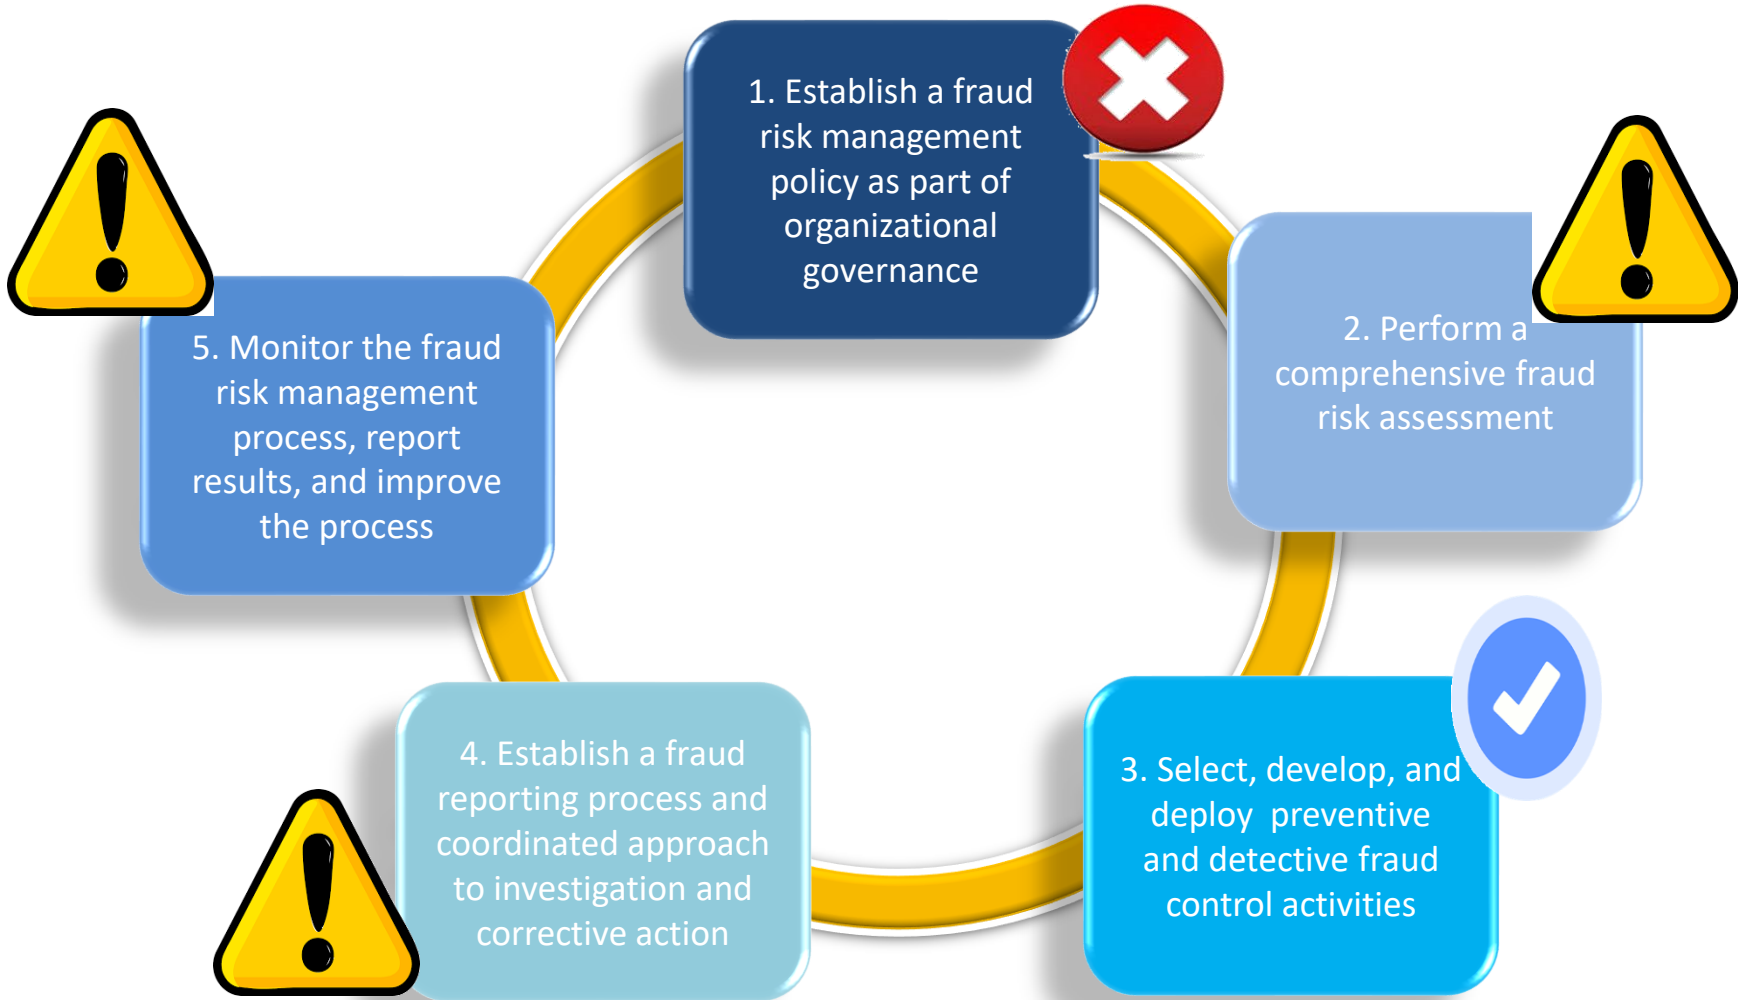 1. Establish a fraud
risk management
policy as part of
organizational
governance
2. Perform a
comprehensive fraud
risk assessment
3. Select, develop, and
deploy  preventive
and detective fraud
control activities
4. Establish a fraud
reporting process and
coordinated approach
to investigation and
corrective action
5. Monitor the fraud
risk management
process, report
results, and improve
the process